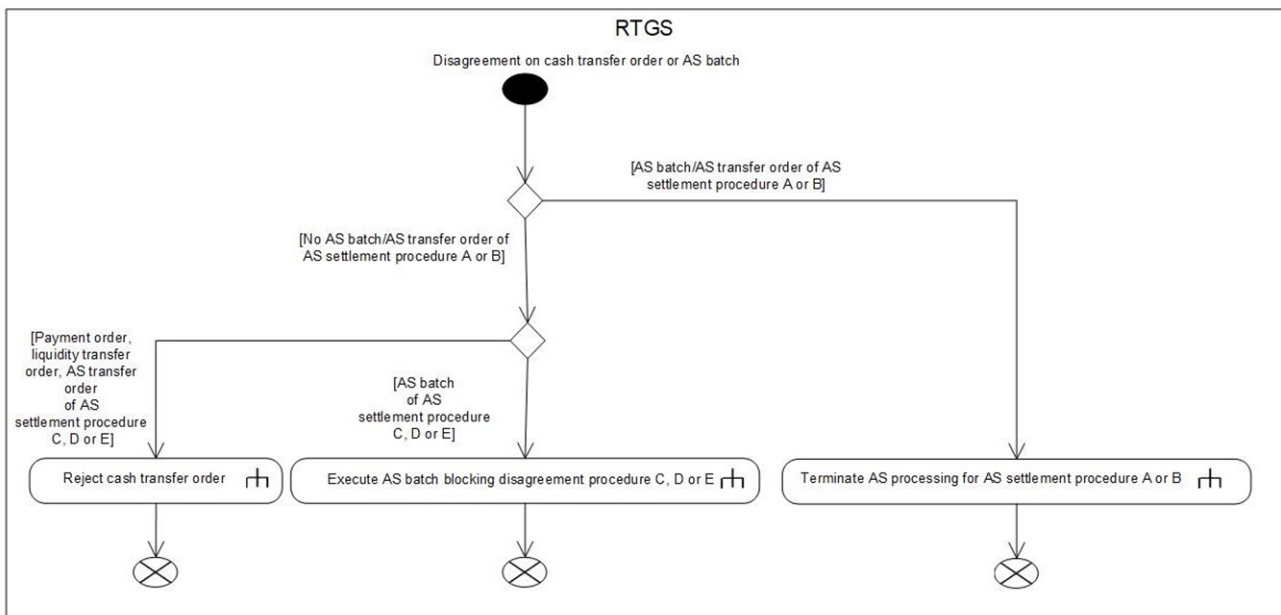 RTGS
Disagreement on cash transfer order or AS batch
[AS batch/AS transfer order of AS
settlement procedure A or B]
[No AS batch/AS transfer order of
AS settlement procedure A or B]
[Payment order,
liquidity transfer
order, AS transfer
order
of AS
settlement procedure
C, D or E]
[AS batch
of AS
settlement procedure
C, D or E]
Reject cash transfer order
Execute AS batch blocking disagreement procedure C, D or E
Terminate AS processing for AS settlement procedure A or B